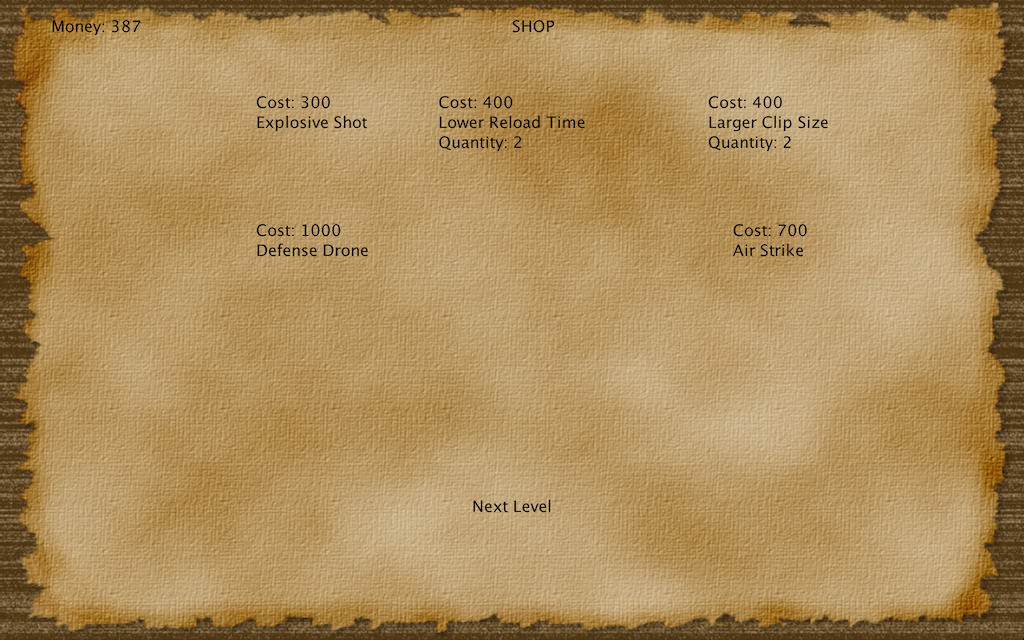 Money: 387
SHOP
Cost: 300
Explosive Shot
Cost: 400
Lower Reload Time
Quantity: 2
Cost: 400
Larger Clip Size
Quantity: 2
Cost: 1000
Defense Drone
Cost: 700
Air Strike
Next Level